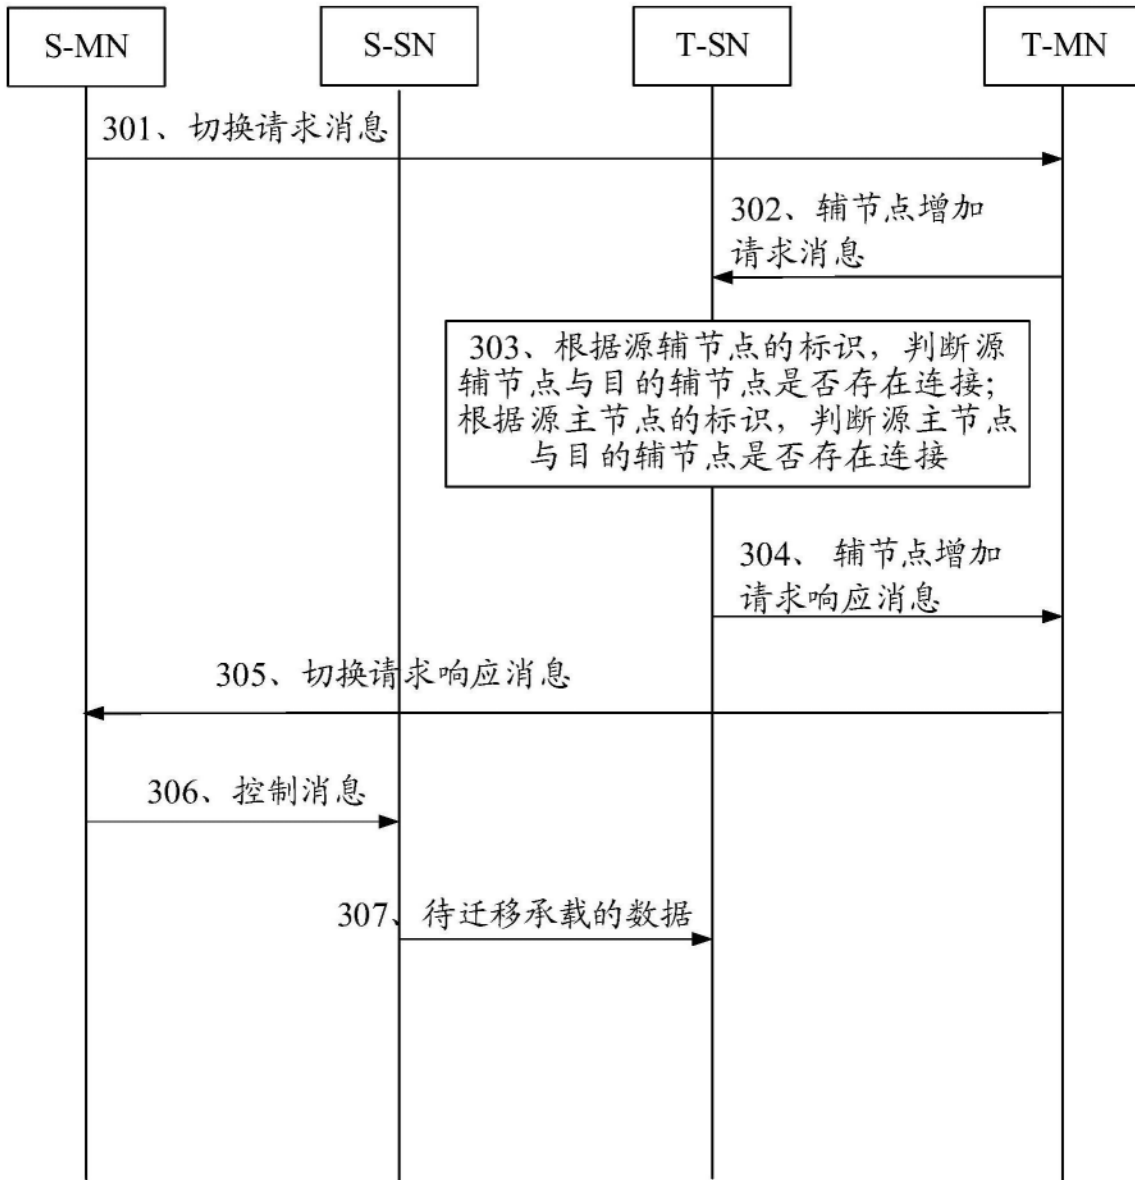 S-MN
S-SN
T-SN
T-MN
301、切换请求消息
302、辅节点增加
请求消息
303、根据源辅节点的标识，判断源
辅节点与目的辅节点是否存在连接；
根据源主节点的标识，判断源主节点
与目的辅节点是否存在连接
304、 辅节点增加
请求响应消息
305、切换请求响应消息
306、控制消息
307、待迁移承载的数据